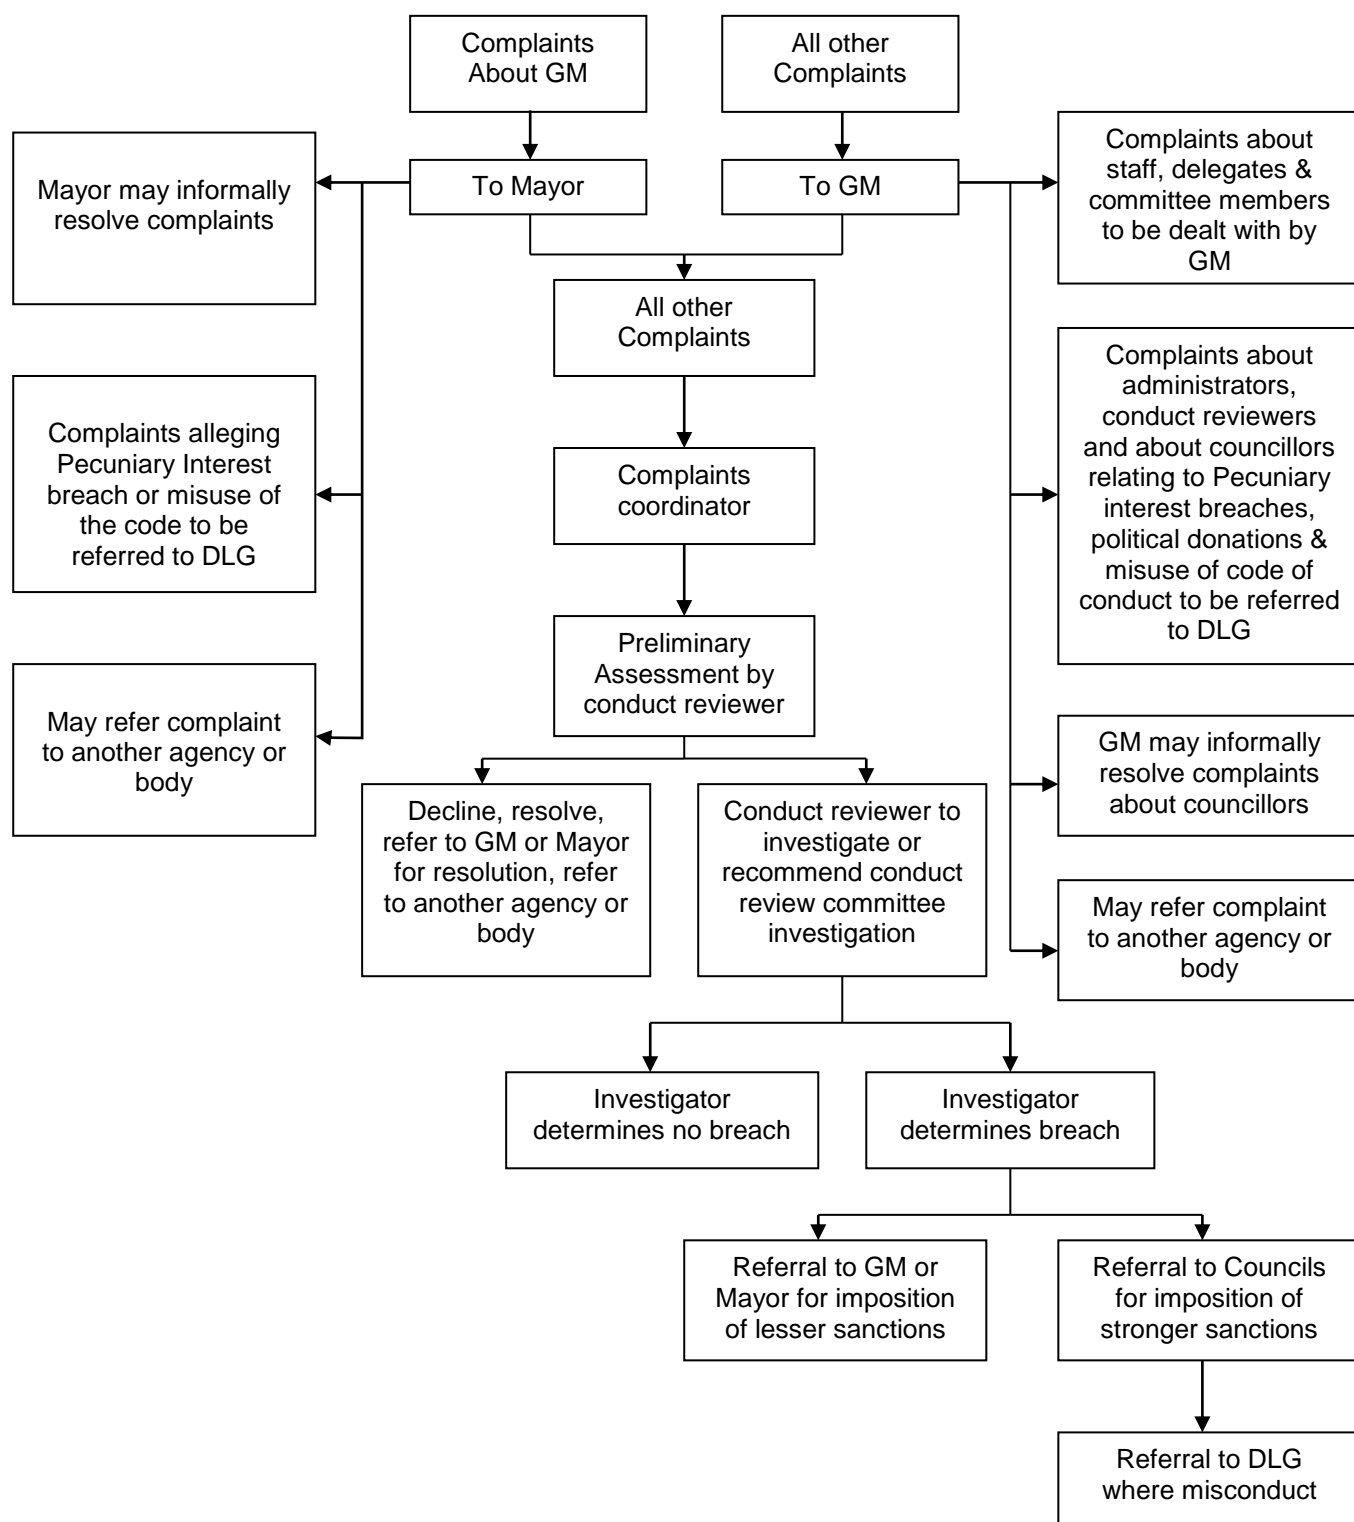 Complaints
About GM
All other
Complaints
To Mayor
To GM
Mayor may informally
resolve complaints
Complaints about
staff, delegates &
committee members
to be dealt with by
GM
All other
Complaints
Complaints alleging
Pecuniary Interest
breach or misuse of
the code to be
referred to DLG
Complaints about
administrators,
conduct reviewers
and about councillors
relating to Pecuniary
interest breaches,
political donations &
misuse of code of
conduct to be referred
to DLG
Complaints
coordinator
Preliminary
Assessment by
conduct reviewer
May refer complaint
to another agency or
body
GM may informally
resolve complaints
about councillors
Decline, resolve,
refer to GM or Mayor
for resolution, refer
to another agency or
body
Conduct reviewer to
investigate or
recommend conduct
review committee
investigation
May refer complaint
to another agency or
body
Investigator
determines no breach
Investigator
determines breach
Referral to GM or
Mayor for imposition
of lesser sanctions
Referral to Councils
for imposition of
stronger sanctions
Referral to DLG
where misconduct